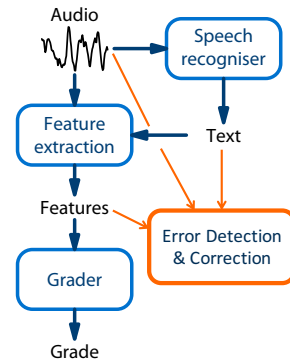 Audio
Speech
recogniser
Feature
extraction
Text
Features
Error Detection
& Correction
Grader
Grade